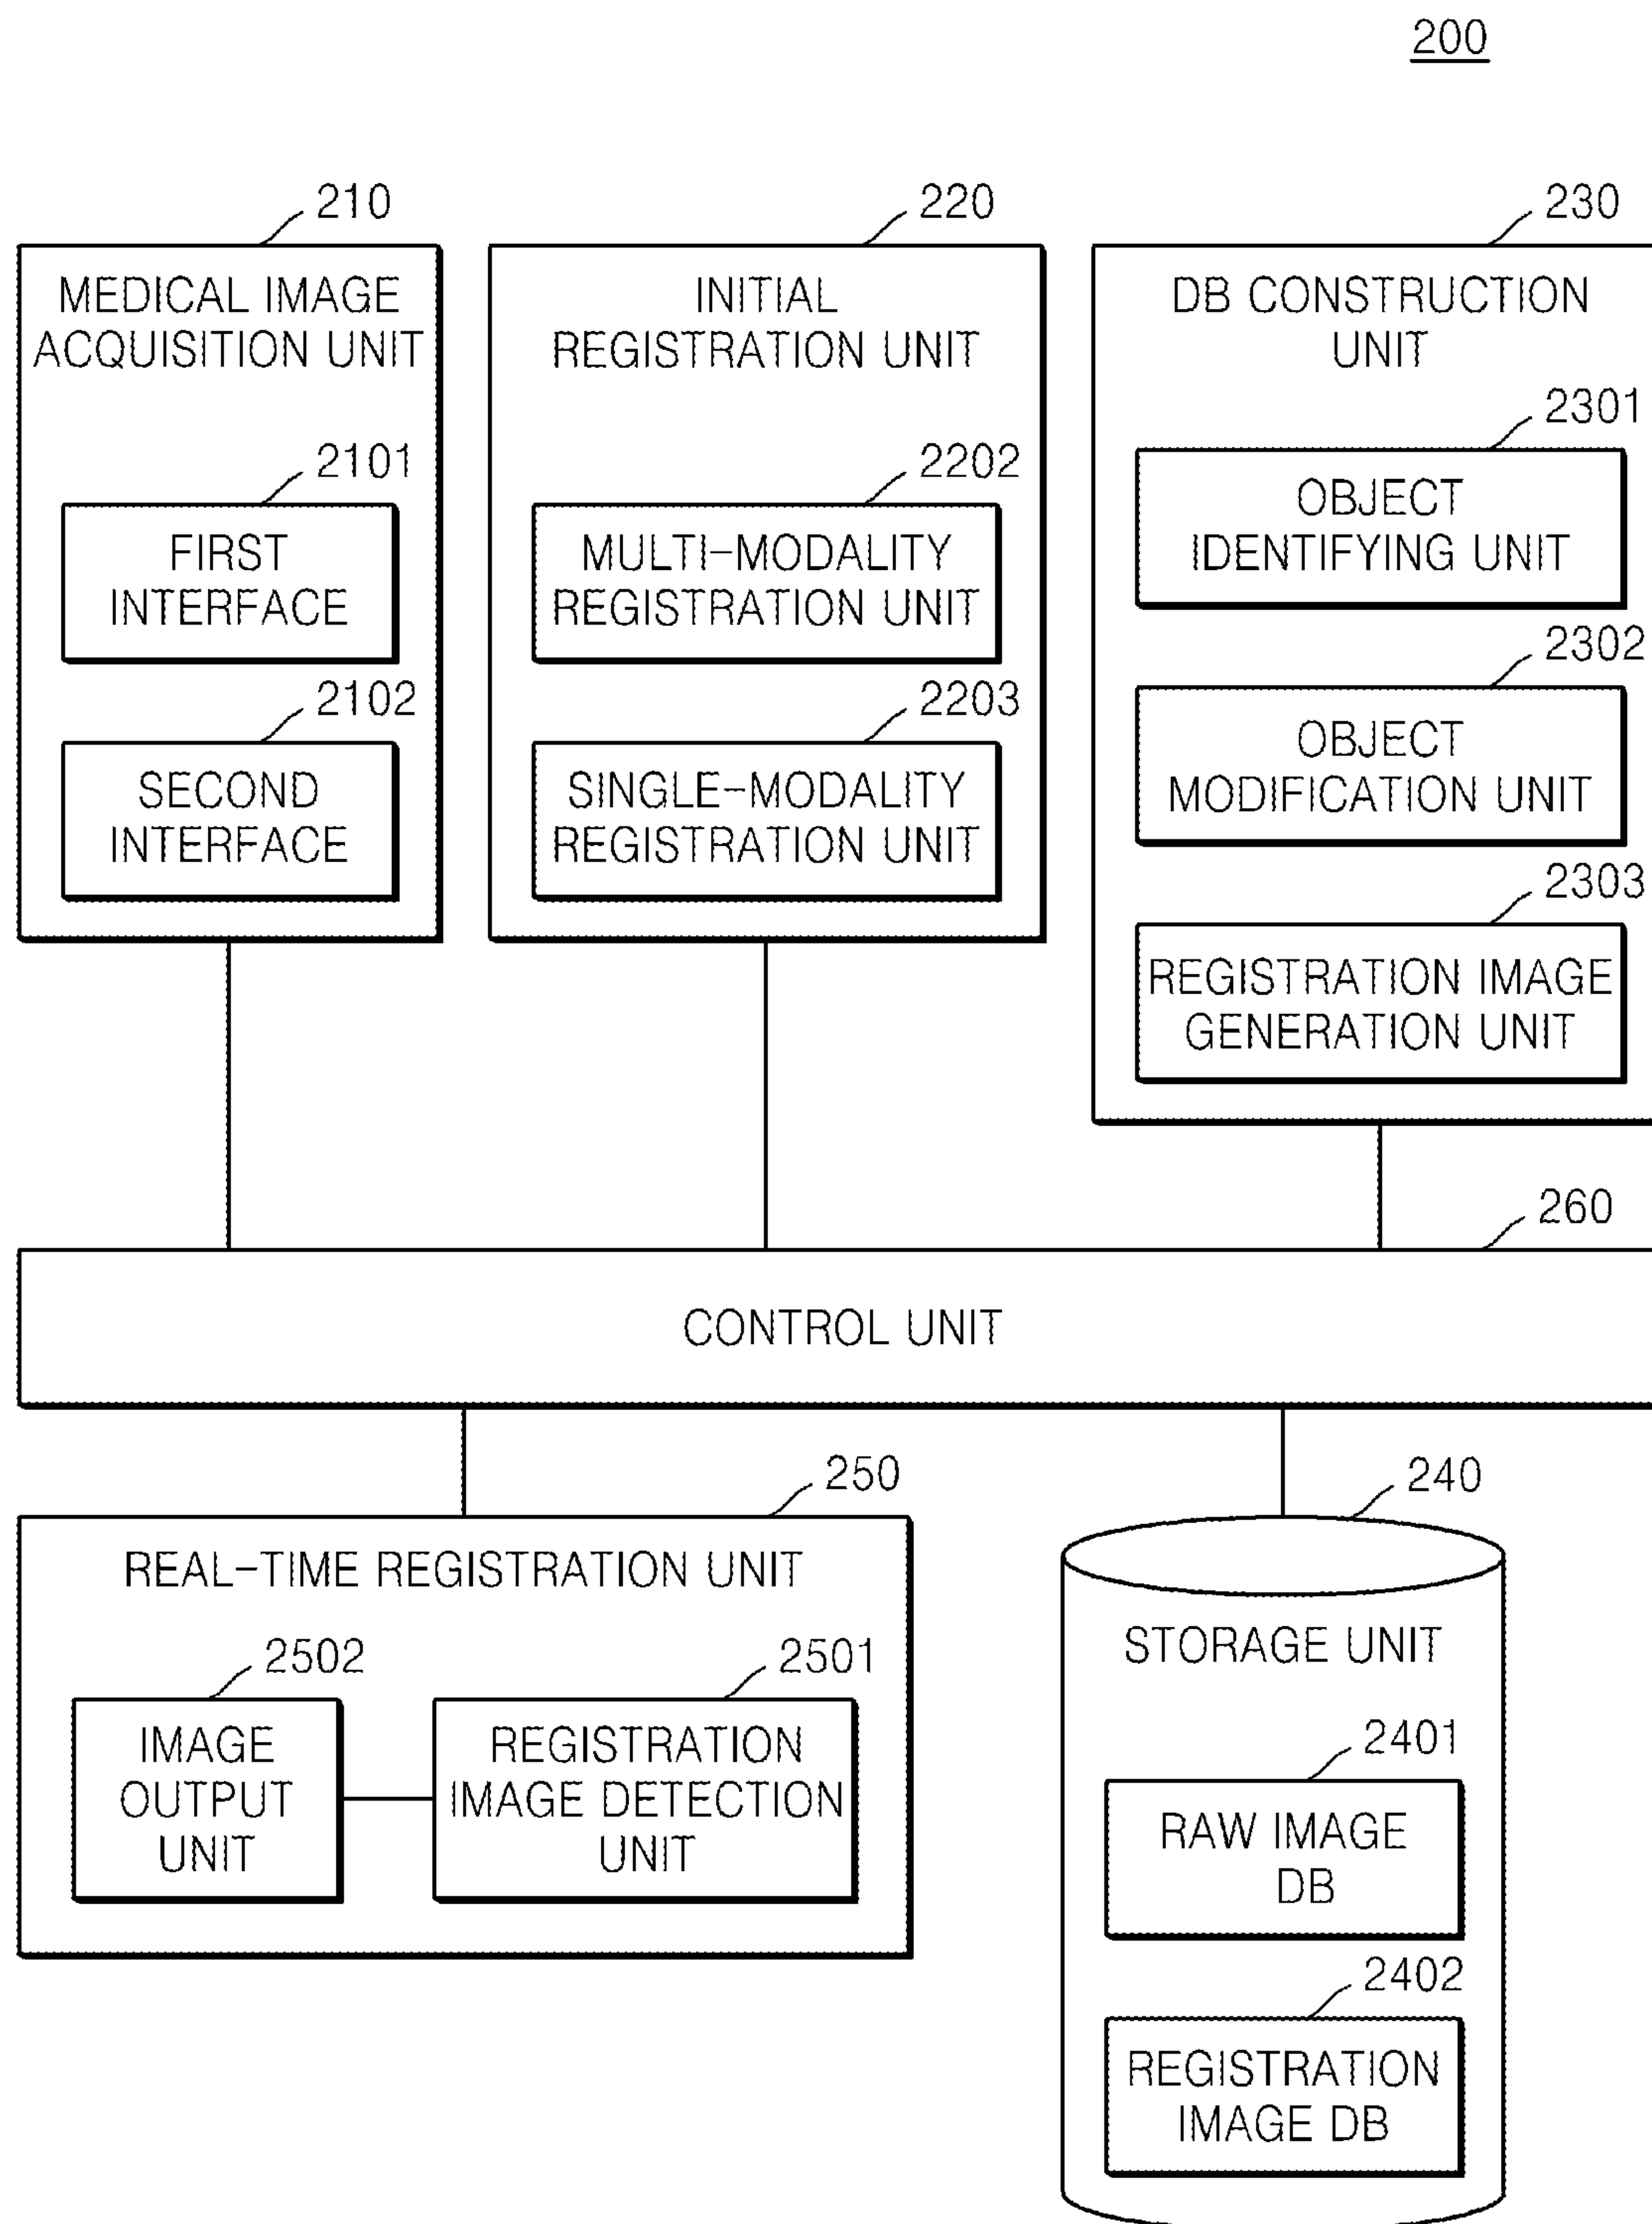 200
210
MEDICAL IMAGE
ACQUISITION UNIT
2101
FIRST
INTERFACE
2102
SECOND
INTERFACE
220
INITIAL
REGISTRATION UNIT
2202
MULTI-MODALITY
REGISTRATION UNIT
2203
SINGLE-MODALITY
REGISTRATION UNIT
230
DB CONSTRUCTION
UNIT
2301
OBJECT
IDENTIFYING UNIT
2302
OBJECT
MODIFICATION UNIT
2303
REGISTRATION IMAGE
GENERATION UNIT
260
CONTROL UNIT
250
REAL-TIME REGISTRATION UNIT
2502
IMAGE
OUTPUT
UNIT
2501
REGISTRATION
IMAGE DETECTION
UNIT
240
STORAGE UNIT
2401
RAW IMAGE
DB
2402
REGISTRATION
IMAGE DB